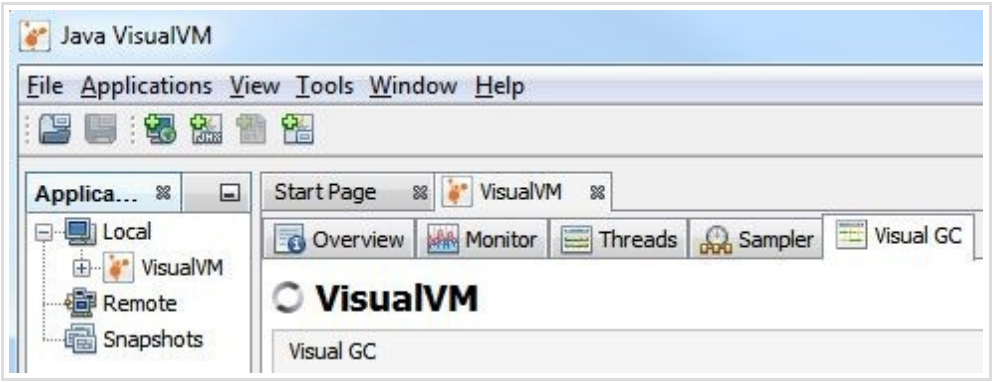 Java VisualVM
File Applications View Tools Window Help
JMX
Applica... Start Page VisualVM
Local Overview Monitor Threads Sampler Visual GC
VisualVM
Remote VisualVM
Snapshots Visual GC